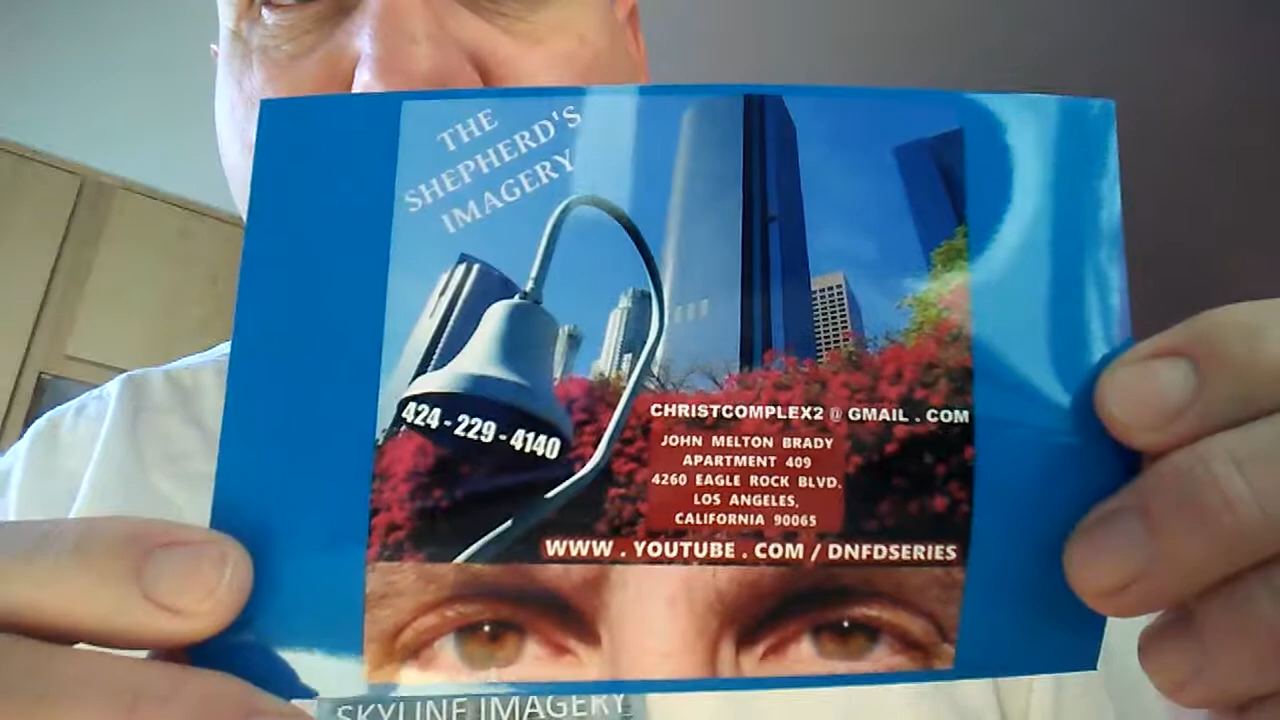 THE
SHEPHERD'S
IMAGERY
424 - 229 - 4140
CHRISTCOMPLEX2 @ GMAIL . COM
JOHN MELTON BRADY
APARTMENT 409
4260 EAGLE ROCK BLVD.
LOS ANGELES,
CALIFORNIA 90065
WWW . YOUTUBE . COM / DNFDSERIES
SKYLINE IMAGERY